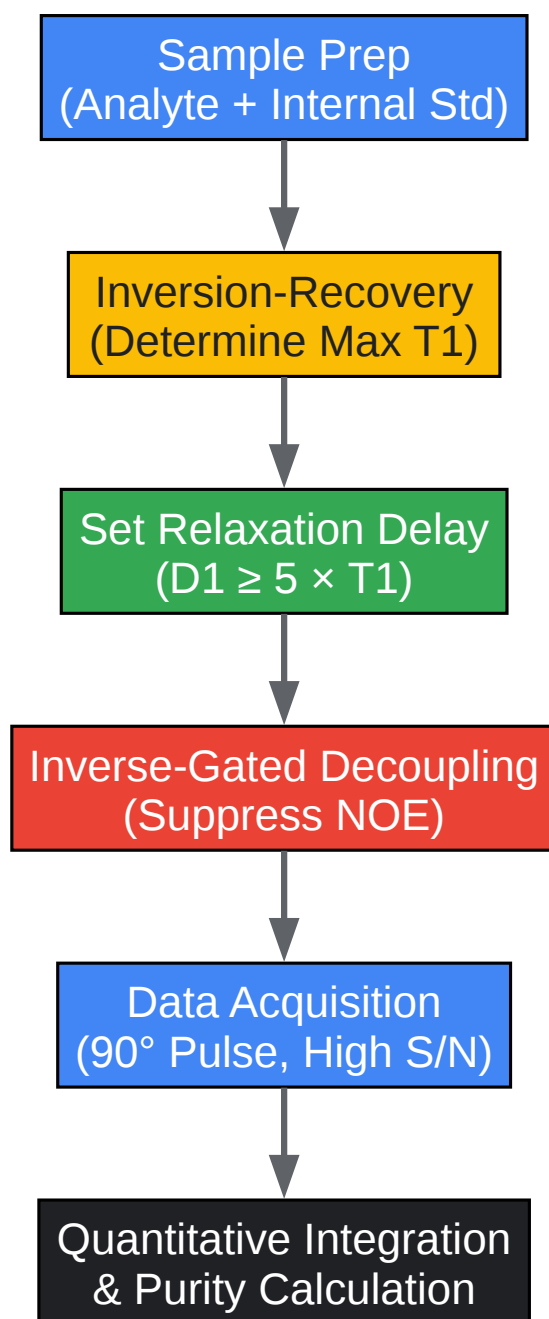 Sample Prep
(Analyte + Internal Std)
Inversion-Recovery
(Determine Max T1)
Set Relaxation Delay
(D1 ≥ 5 × T1)
Inverse-Gated Decoupling
(Suppress NOE)
Data Acquisition
(90° Pulse, High S/N)
Quantitative Integration
& Purity Calculation